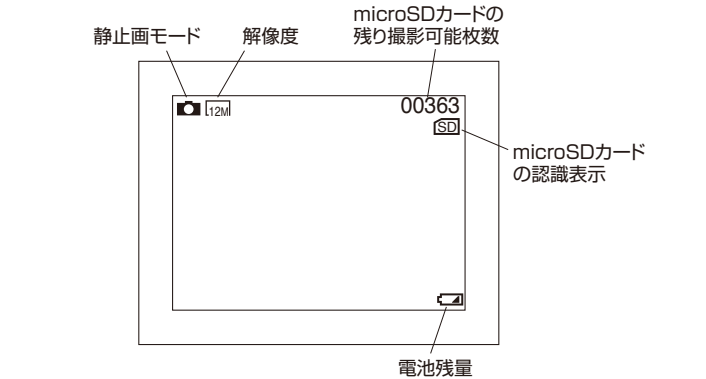 microSDカードの
静止画モード 解像度 残り撮影可能枚数
12M 00363
SD
microSDカード
の認識表示
電池残量